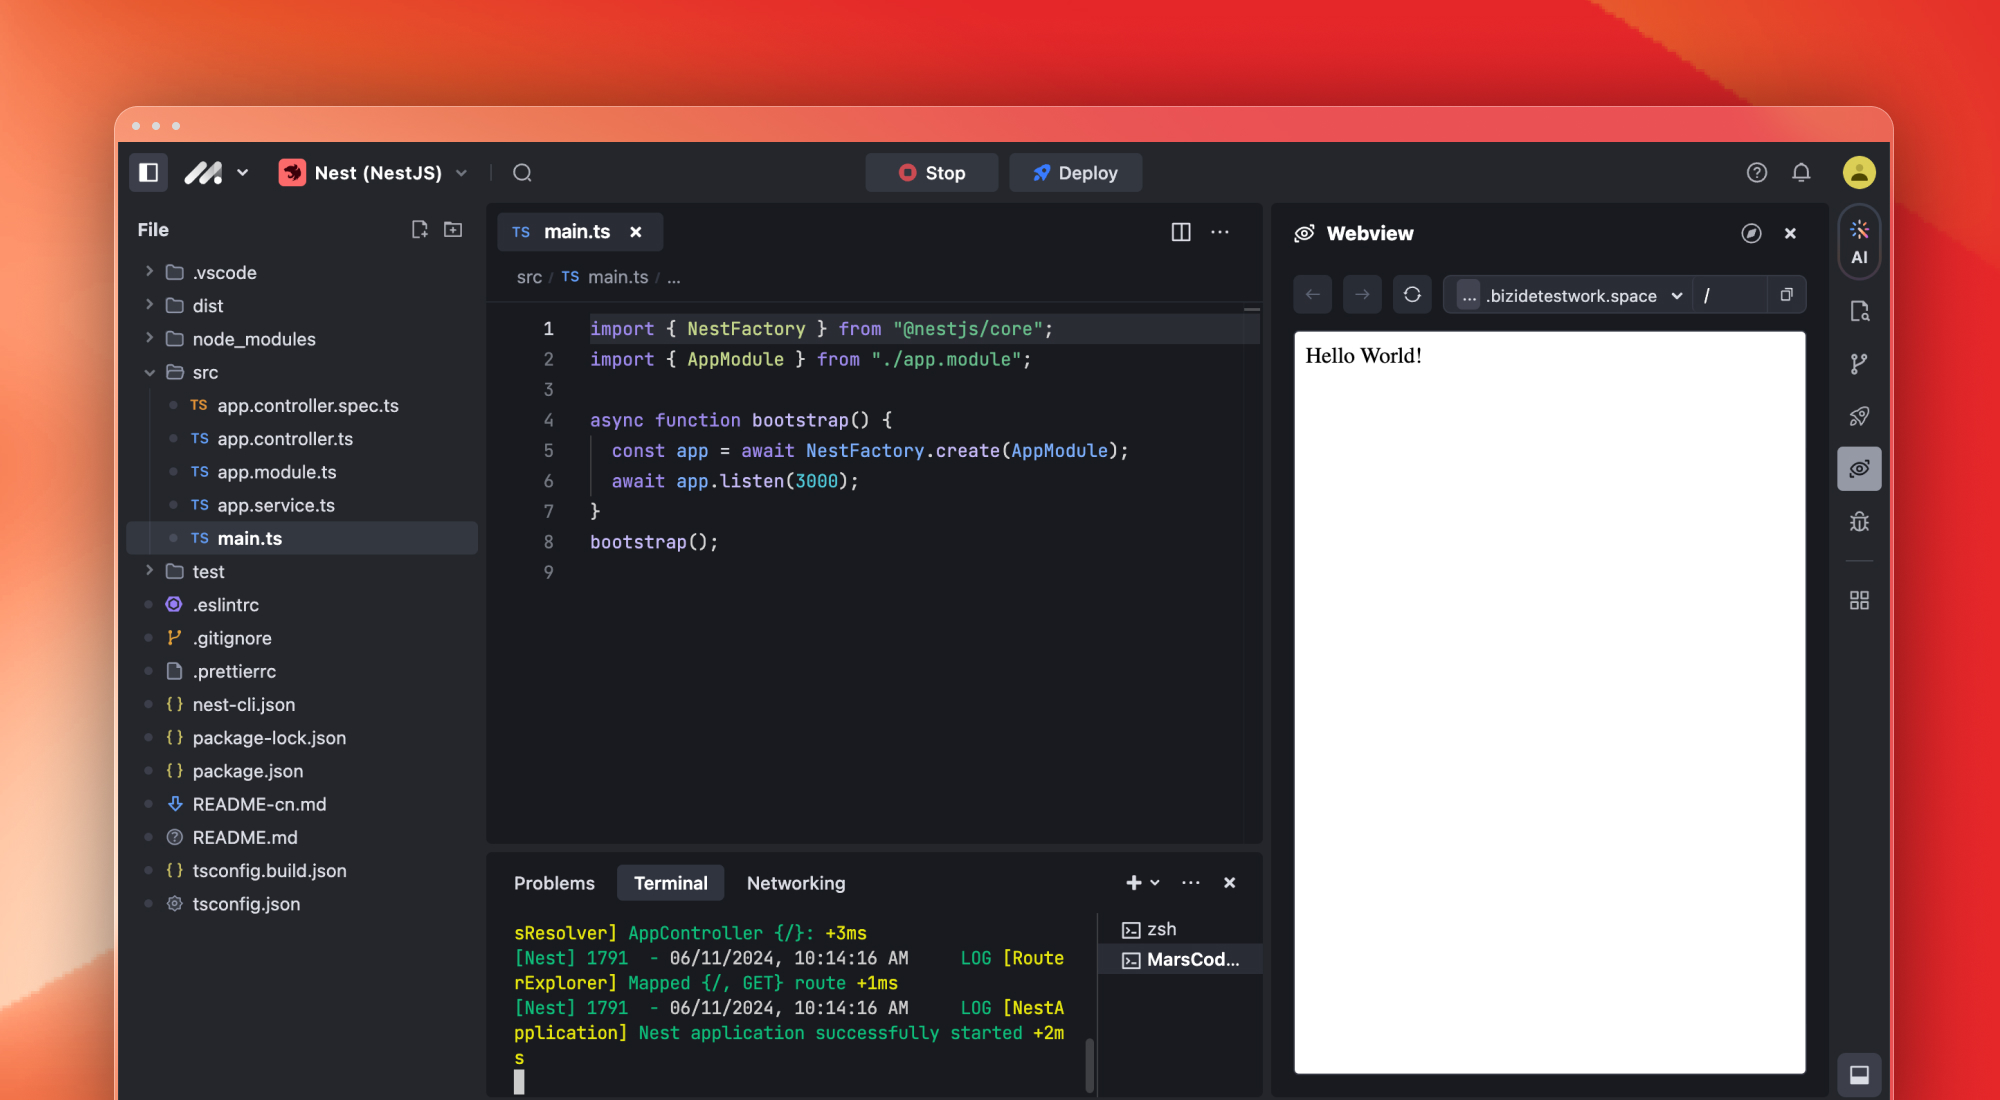 Nest (NestJS)
Stop
Deploy
File
.vscode
dist
node_modules
src
TS app.controller.spec.ts
TS app.controller.ts
TS app.module.ts
TS app.service.ts
TS main.ts
test
.eslintrc
.gitignore
.prettierrc
{} nest-cli.json
{} package-lock.json
{} package.json
README-cn.md
README.md
{} tsconfig.build.json
tsconfig.json
TS main.ts
src / TS main.ts / ...
1 import { NestFactory } from "@nestjs/core";
2 import { AppModule } from "./app.module";
3
4 async function bootstrap() {
5 const app = await NestFactory.create(AppModule);
6 await app.listen(3000);
7 }
8 bootstrap();
9
Problems Terminal Networking
sResolver] AppController {/}: +3ms
[Nest] 1791 - 06/11/2024, 10:14:16 AM LOG [Route
rExplorer] Mapped {/, GET} route +1ms
[Nest] 1791 - 06/11/2024, 10:14:16 AM LOG [NestA
pplication] Nest application successfully started +2m
s
zsh
MarsCod...
Webview
... .bizidetestwork.space /
Hello World!
AI